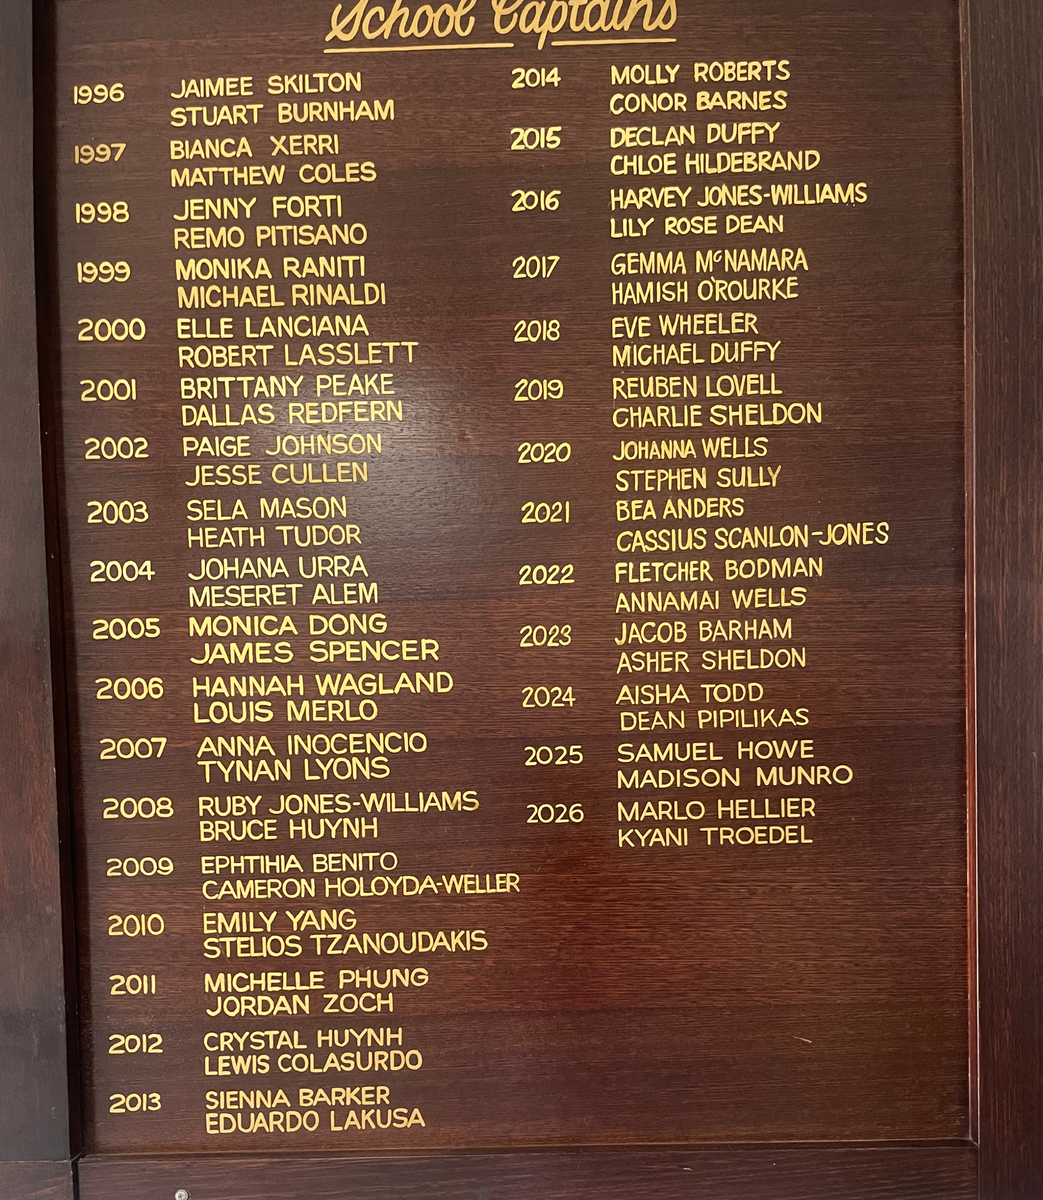 School Captains
1996 JAIMEE SKILTON
STUART BURNHAM
1997 BIANCA XERRI
MATTHEW COLES
1998 JENNY FORTI
REMO PITISANO
1999 MONIKA RANITI
MICHAEL RINALDI
2000 ELLE LANCIANA
ROBERT LASSLETT
2001 BRITTANY PEAKE
DALLAS REDFERN
2002 PAIGE JOHNSON
JESSE CULLEN
2003 SELA MASON
HEATH TUDOR
2004 JOHANA URRA
MESERET ALEM
2005 MONICA DONG
JAMES SPENCER
2006 HANNAH WAGLAND
LOUIS MERLO
2007 ANNA INOCENCIO
TYNAN LYONS
2008 RUBY JONES-WILLIAMS
BRUCE HUYNH
2009 EPHTIHIA BENITO
CAMERON HOLOYDA-WELLER
2010 EMILY YANG
STELIOS TZANOUDAKIS
2011 MICHELLE PHUNG
JORDAN ZOCH
2012 CRYSTAL HUYNH
LEWIS COLASURDO
2013 SIENNA BARKER
EDUARDO LAKUSA
2014 MOLLY ROBERTS
CONOR BARNES
2015 DECLAN DUFFY
CHLOE HILDEBRAND
2016 HARVEY JONES-WILLIAMS
LILY ROSE DEAN
2017 GEMMA McNAMARA
HAMISH O'ROURKE
2018 EVE WHEELER
MICHAEL DUFFY
2019 REUBEN LOVELL
CHARLIE SHELDON
2020 JOHANNA WELLS
STEPHEN SULLY
2021 BEA ANDERS
CASSIUS SCANLON-JONES
2022 FLETCHER BODMAN
ANNAMAI WELLS
2023 JACOB BARHAM
ASHER SHELDON
2024 AISHA TODD
DEAN PIPILIKAS
2025 SAMUEL HOWE
MADISON MUNRO
2026 MARLO HELLIER
KYANI TROEDEL